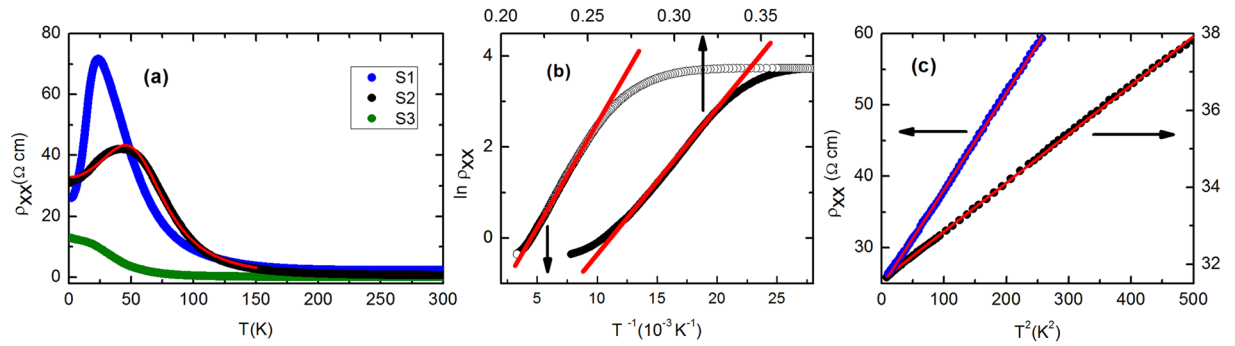 0.20 0.25 0.30 0.35
80
60
40
20
0
ρXX(Ω cm)
(a)
S1
S2
S3
0 50 100 150 200 250 300
T(K)
4
2
0
ln ρXX
(b)
5 10 15 20 25
T -1(10-3 K-1)
60
50
40
30
ρXX (Ω cm)
(c)
38
36
34
32
0 100 200 300 400 500
T2(K2)